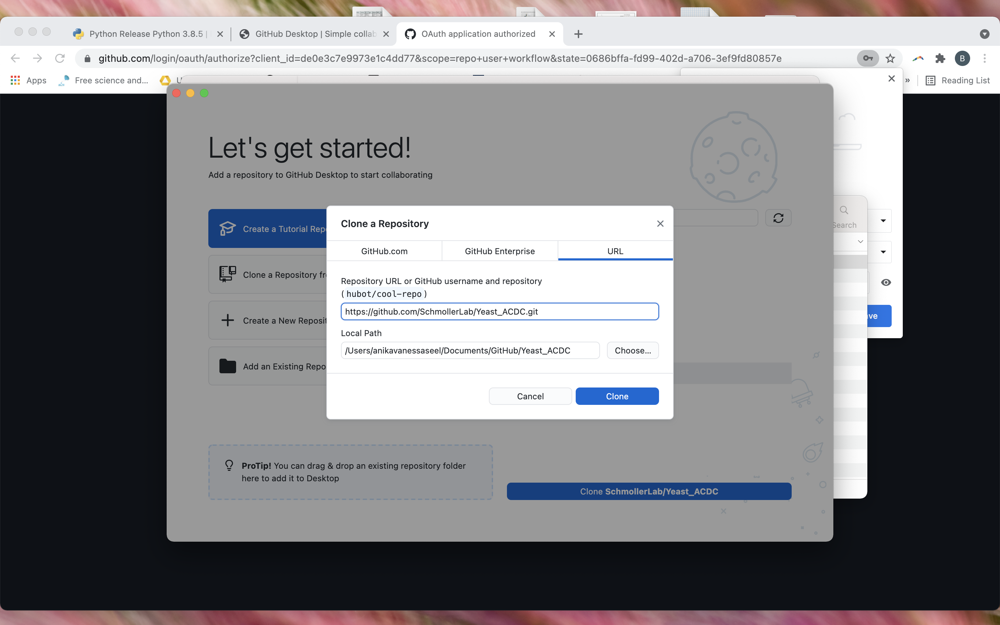 Python Release Python 3.8.5 |
GitHub Desktop | Simple collab
OAuth application authorized
github.com/login/oauth/authorize?client_id=de0e3c7e9973e1c4dd77&scope=repo+user+workflow&state=0686bffa-fd99-402d-a706-3ef9fd80857e
B
Apps
Free science and...
»
Reading List
Let's get started!
Add a repository to GitHub Desktop to start collaborating
Create a Tutorial Repo
Clone a Repository fr
Create a New Reposit
Add an Existing Repo
Search
Clone a Repository
GitHub.com
GitHub Enterprise
URL
Repository URL or GitHub username and repository
(hubot/cool-repo)
https://github.com/SchmollerLab/Yeast_ACDC.git
Local Path
/Users/anikavanessaseel/Documents/GitHub/Yeast_ACDC
Choose...
Cancel
Clone
ve
ProTip! You can drag & drop an existing repository folder
here to add it to Desktop
Clone SchmollerLab/Yeast_ACDC